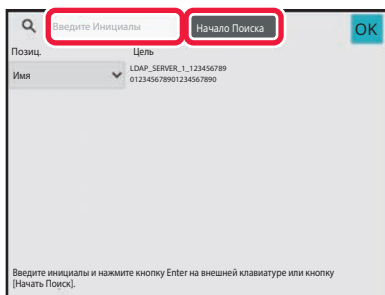 Введите Инициалы
Начало Поиска
OK
Позиц.
Цель
Имя
LDAP_SERVER_1_123456789
012345678901234567890
Введите инициалы и нажмите кнопку Enter на внешней клавиатуре или кнопку
[Начать Поиск].